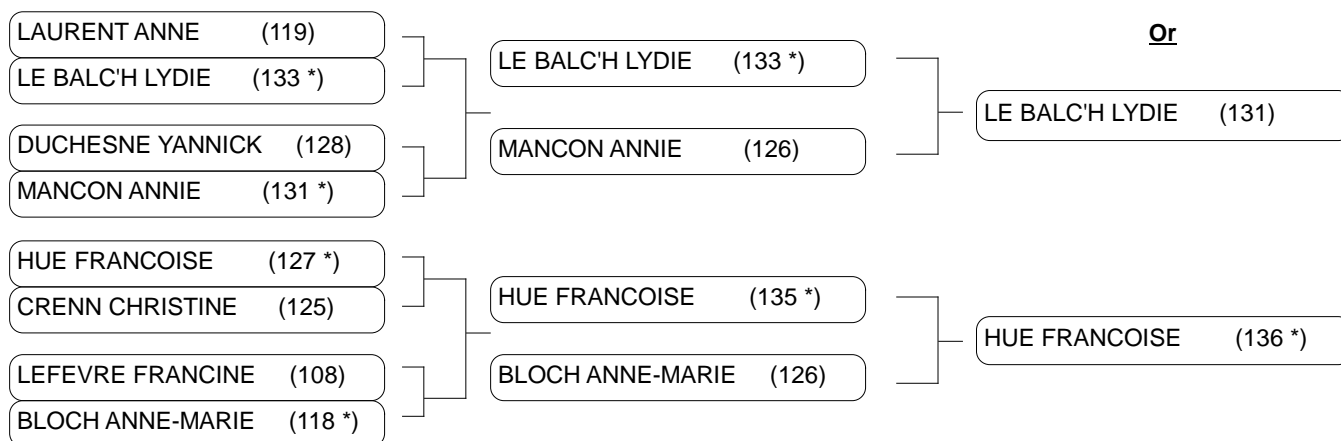 LAURENT ANNE (119)
LE BALC'H LYDIE (133 *)
DUCHESNE YANNICK (128)
MANCON ANNIE (131 *)
HUE FRANCOISE (127 *)
CRENN CHRISTINE (125)
LEFEVRE FRANCINE (108)
BLOCH ANNE-MARIE (118 *)
LE BALC'H LYDIE (133 *)
MANCON ANNIE (126)
HUE FRANCOISE (135 *)
BLOCH ANNE-MARIE (126)
Or
LE BALC'H LYDIE (131)
HUE FRANCOISE (136 *)